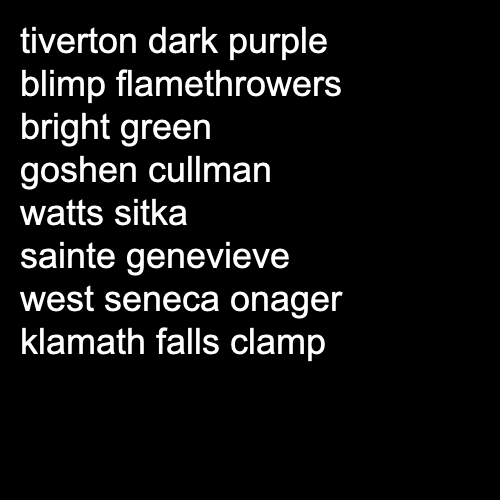 tiverton dark purple
blimp flamethrowers
bright green
goshen cullman
watts sitka
sainte genevieve
west seneca onager
klamath falls clamp